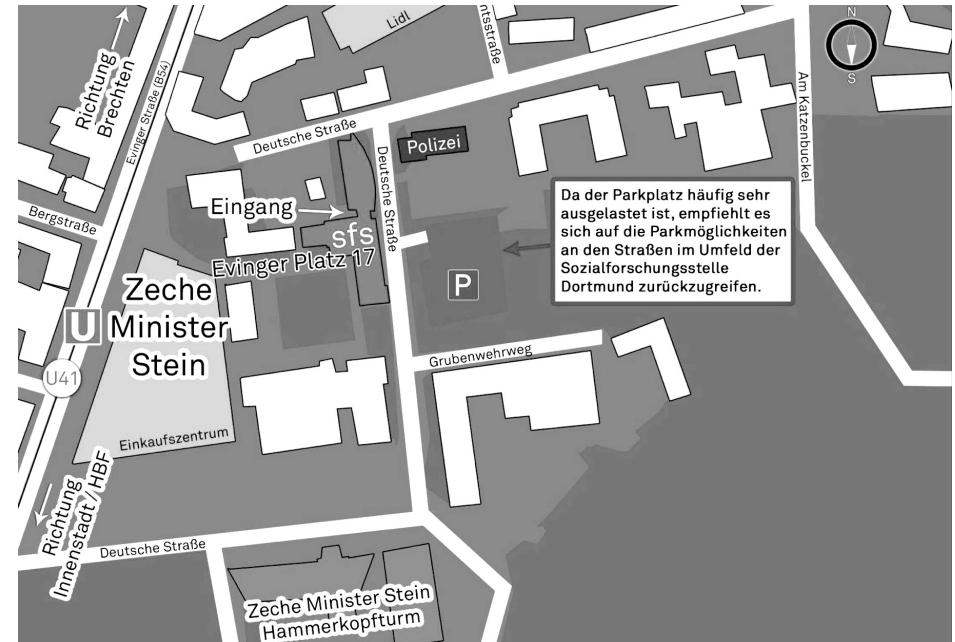 Lidl
Richtung
Brechten
Evinger Straße (B54)
N
S
Deutsche Straße
Polizei
Deutsche Straße
Am Katzenbuckel
Bergstraße
Eingang
sfs
Evinger Platz 17
Da der Parkplatz häufig sehr
ausgelastet ist, empfiehlt es
sich auf die Parkmöglichkeiten
an den Straßen im Umfeld der
Sozialforschungsstelle
Dortmund zurückzugreifen.
P
Zeche
U Minister
Stein
U41
Grubenwehrweg
Einkaufszentrum
Richtung
Innenstadt/HBF
Deutsche Straße
Zeche Minister Stein
Hammerkopfturm